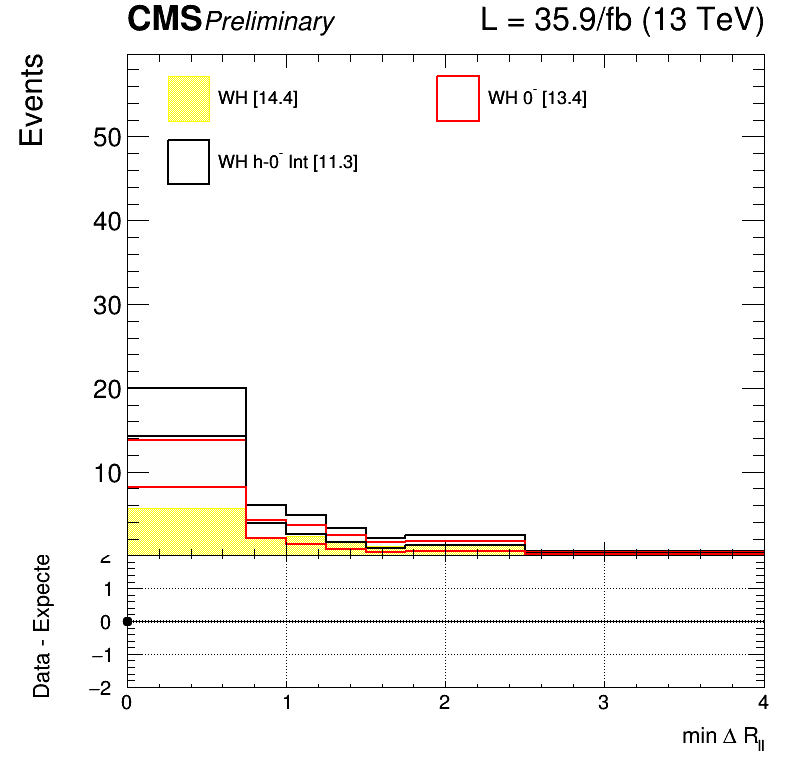 CMS Preliminary L = 35.9/fb (13 TeV)
Events
WH [14.4]
WH 0⁻ [13.4]
WH h-0⁻ Int [11.3]
50
40
30
20
10
Data - Expecte
2
1
0
−1
−2
0 1 2 3 4
min Δ R_ll